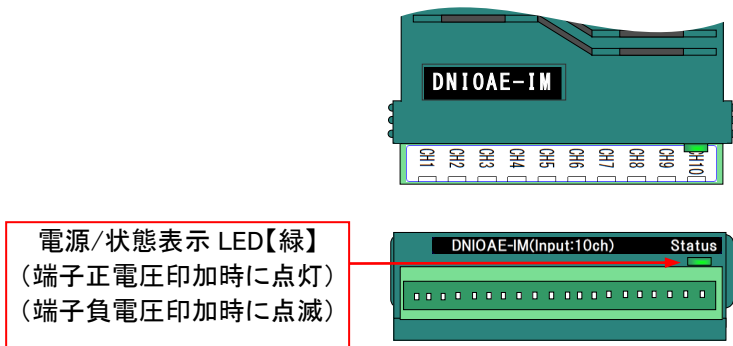 DNIOAE-IM
CH1
CH2
CH3
CH4
CH5
CH6
CH7
CH8
CH9
CH10
電源/状態表示 LED【緑】
（端子正電圧印加時に点灯）
（端子負電圧印加時に点滅）
DNIOAE-IM(Input:10ch) Status